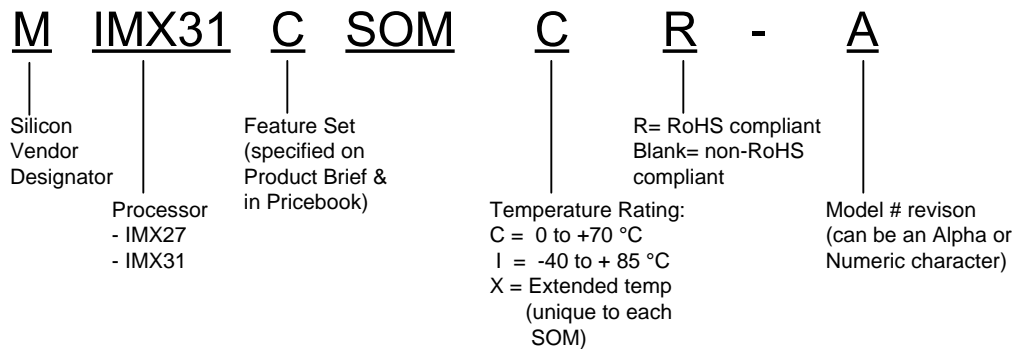 M IMX31 C SOM C R - A
Silicon
Vendor
Designator
Processor
- IMX27
- IMX31
Feature Set
(specified on
Product Brief &
in Pricebook)
Temperature Rating:
C = 0 to +70 °C
I = -40 to + 85 °C
X = Extended temp
(unique to each
SOM)
R= RoHS compliant
Blank= non-RoHS
compliant
Model # revison
(can be an Alpha or
Numeric character)